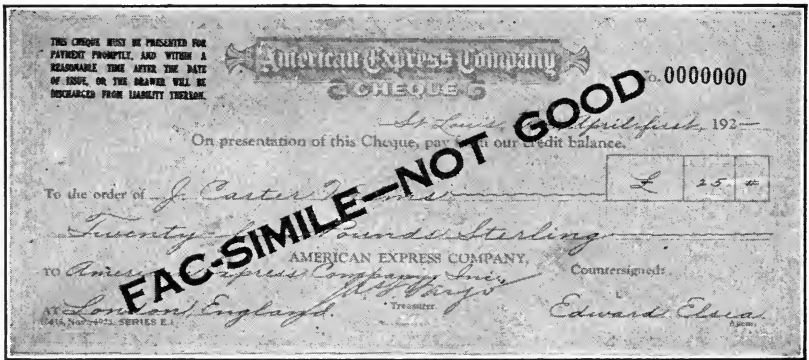 THIS CHEQUE MUST BE PRESENTED FOR
PAYMENT PROMPTLY, AND WITHIN A
REASONABLE TIME AFTER THE DATE
OF ISSUE, OR THE DRAWER WILL BE
DISCHARGED FROM LIABILITY THEREON.
American Express Company
CHEQUE
No. 0000000
St Louis, April first, 192-
On presentation of this Cheque, pay from our credit balance.
To the order of J. Carter
£ 25 #
Twenty Pounds Sterling
AMERICAN EXPRESS COMPANY,
TO American Express Company, Inc.
Countersigned:
Treasurer
AT London, England
Edward Elsea
Agent.
SERIES E.1.
FAC-SIMILE—NOT GOOD